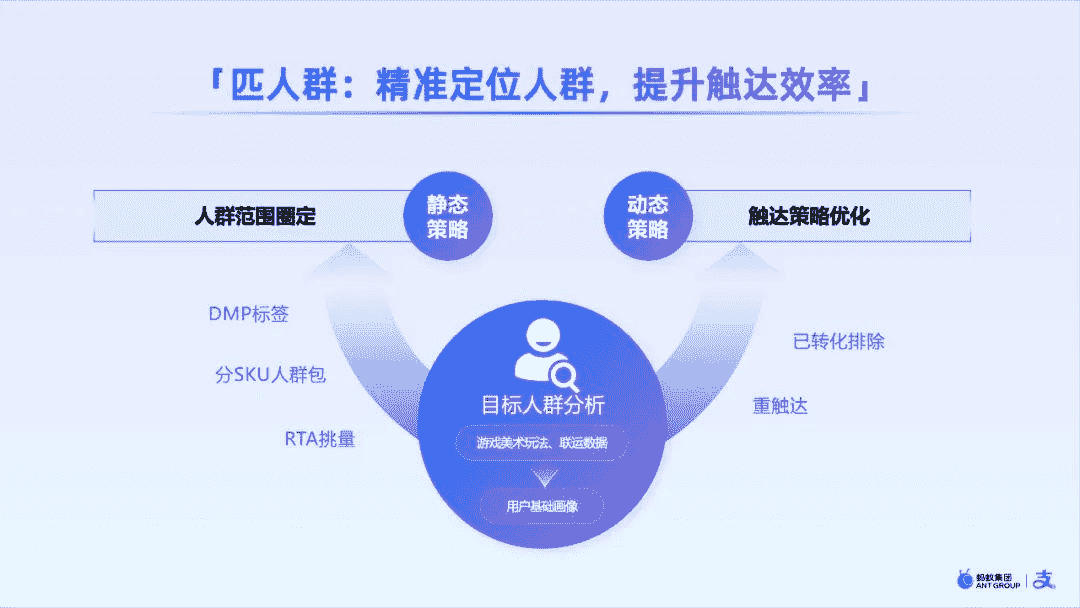 「匹人群：精准定位人群，提升触达效率」
人群范围圈定
静态
策略
动态
策略
触达策略优化
DMP标签
分SKU人群包
RTA挑量
已转化排除
重触达
目标人群分析
游戏美术玩法、联运数据
用户基础画像
蚂蚁集团
ANT GROUP
支